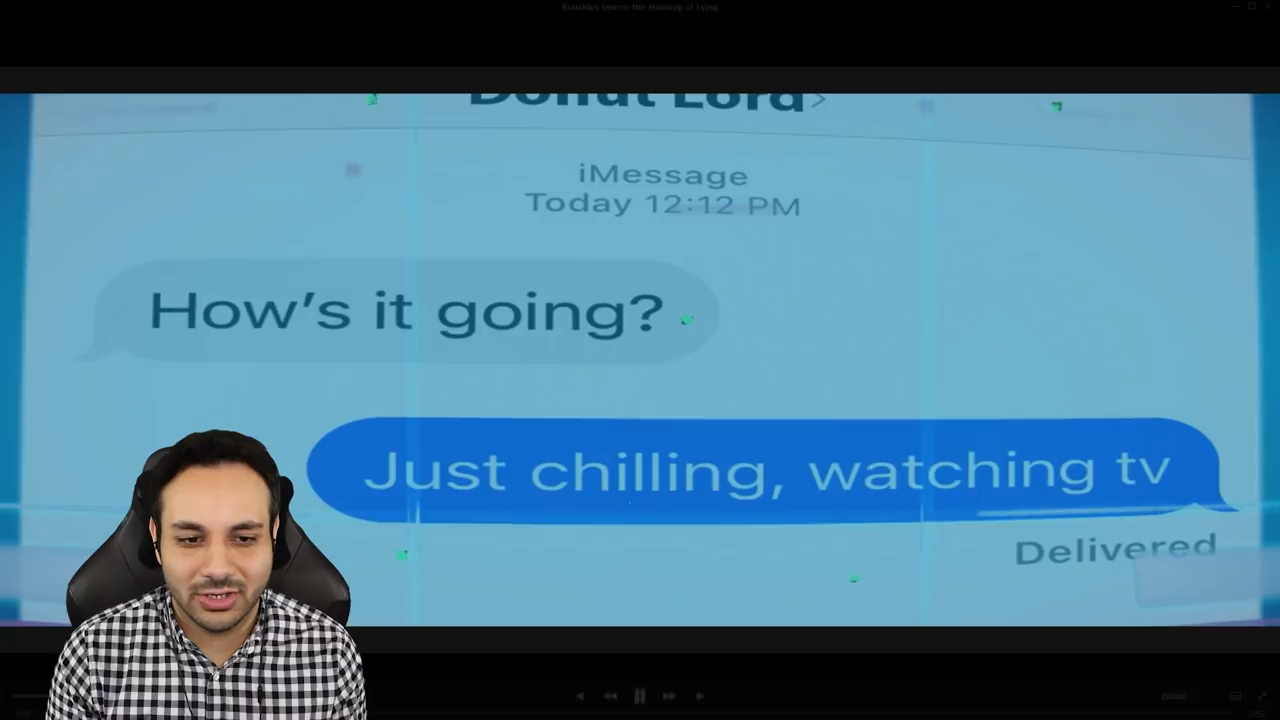 Donut Lord >
iMessage
Today 12:12 PM
How's it going?
Just chilling, watching tv
Delivered